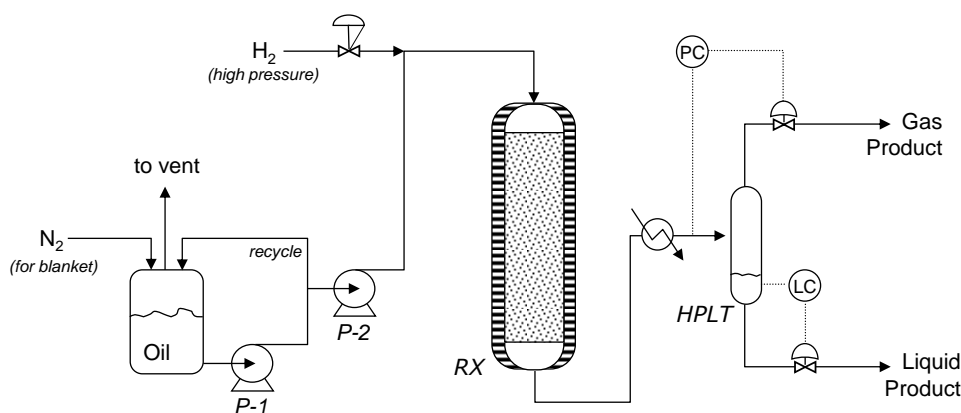 H2
(high pressure)
PC
Gas
Product
to vent
N2
(for blanket)
recycle
Oil
P-1
P-2
RX
HPLT
LC
Liquid
Product